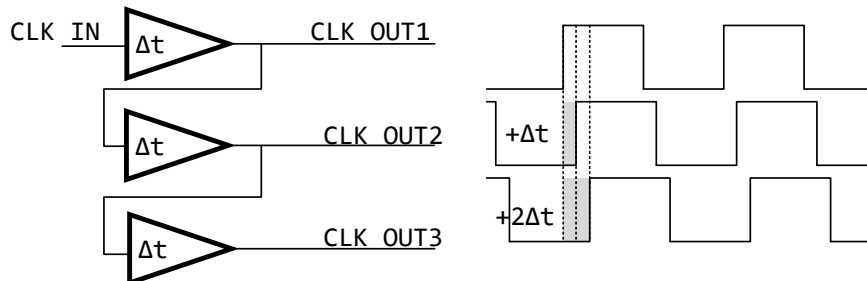 CLK IN
Δt
CLK OUT1
Δt
CLK OUT2
Δt
CLK OUT3
+Δt
+2Δt